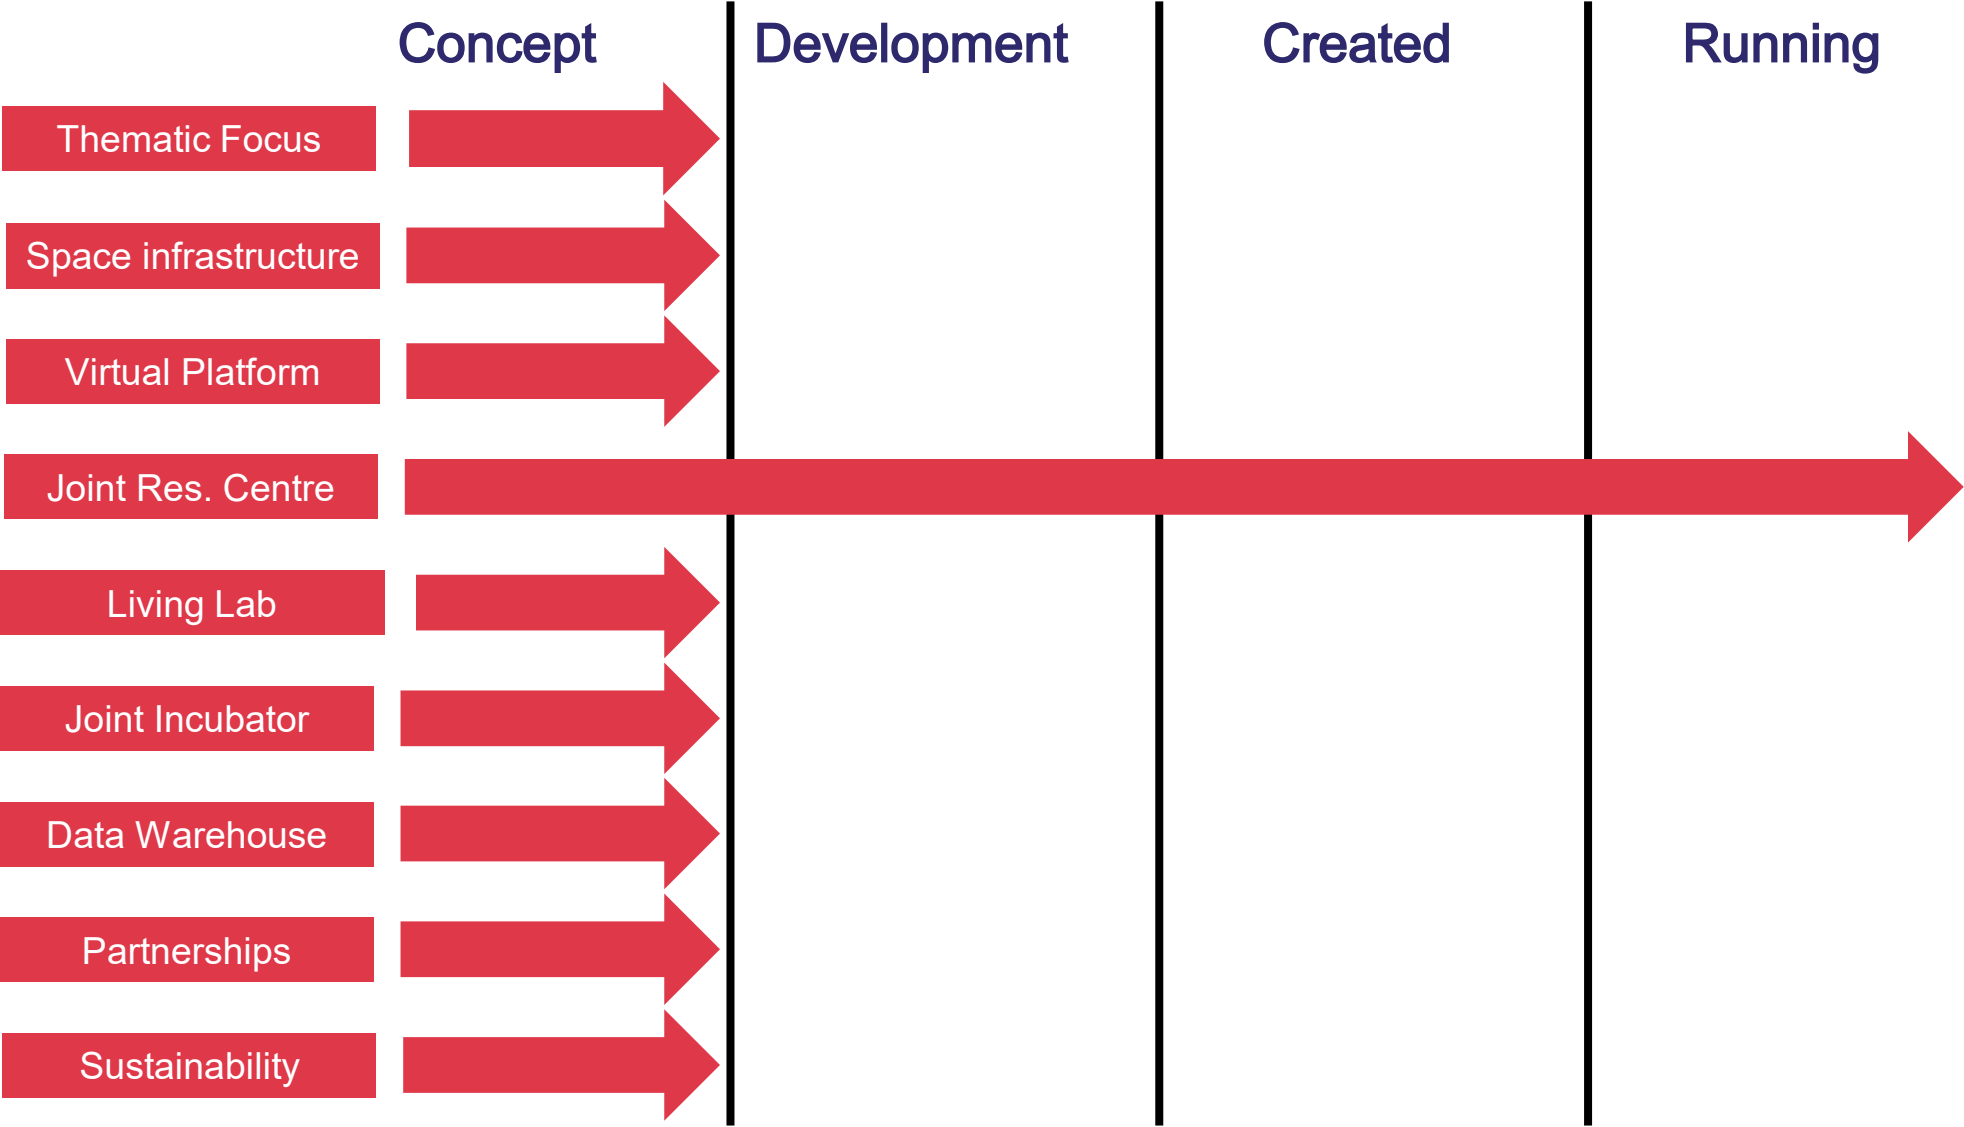 Concept
Development
Created
Running
Thematic Focus
Space infrastructure
Virtual Platform
Joint Res. Centre
Living Lab
Joint Incubator
Data Warehouse
Partnerships
Sustainability